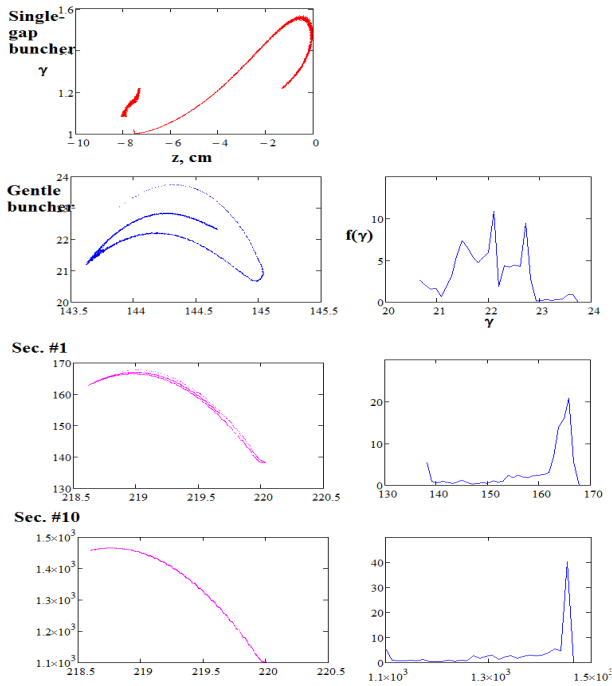 Single-
gap
buncher
γ
1.6
1.4
1.2
1
−10 −8 −6 −4 −2 0
z, cm
Gentle
buncher
24
23
22
21
20
143.5 144 144.5 145 145.5
f(γ)
10
5
0
20 21 22 23 24
γ
Sec. #1
170
160
150
140
130
218.5 219 219.5 220 220.5
20
10
0
130 140 150 160 170
Sec. #10
1.5×10³
1.4×10³
1.3×10³
1.2×10³
1.1×10³
218.5 219 219.5 220 220.5
40
30
20
10
0
1.1×10³ 1.3×10³ 1.5×10³